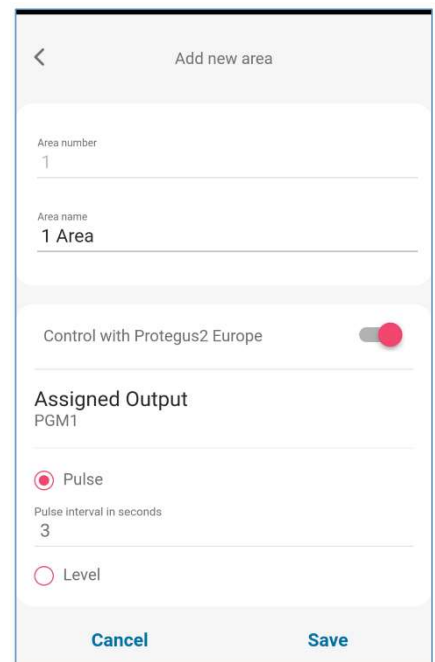 Add new area
Area number
1
Area name
1 Area
Control with Protegus2 Europe
Assigned Output
PGM1
Pulse
Pulse interval in seconds
3
Level
Cancel Save